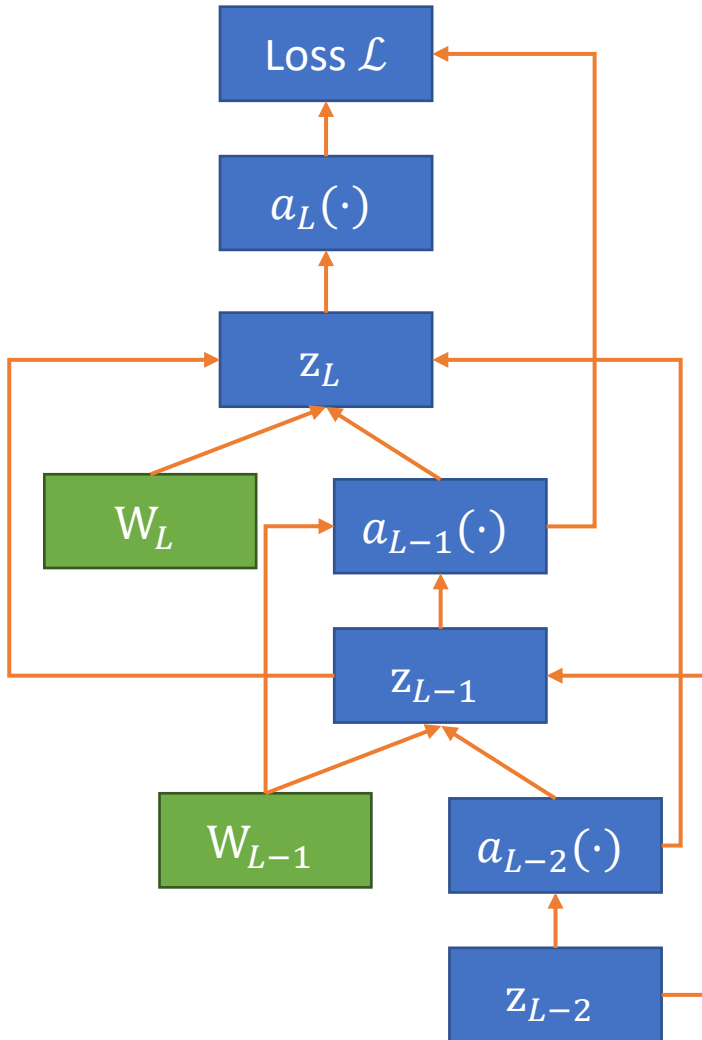 Loss ℒ
a_L(·)
z_L
W_L
a_{L−1}(·)
z_{L−1}
W_{L−1}
a_{L−2}(·)
z_{L−2}